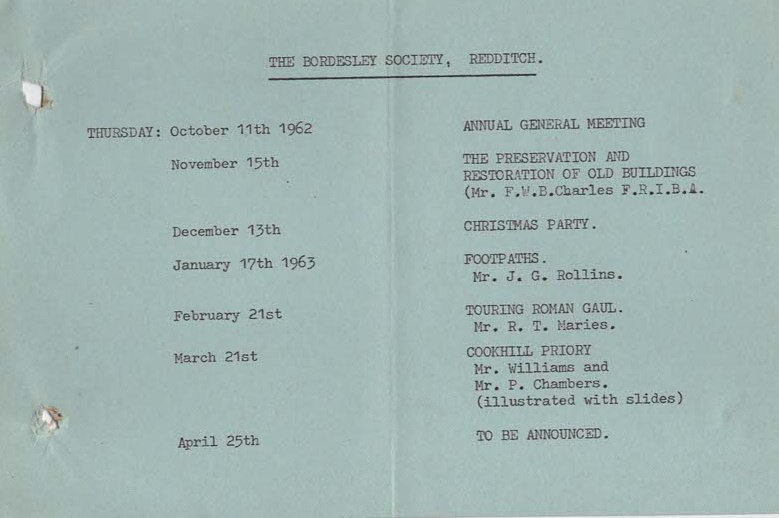 THE BORDESLEY SOCIETY, REDDITCH.
THURSDAY: October 11th 1962 ANNUAL GENERAL MEETING
November 15th THE PRESERVATION AND
RESTORATION OF OLD BUILDINGS
(Mr. F.W.B.Charles F.R.I.B.A.
December 13th CHRISTMAS PARTY.
January 17th 1963 FOOTPATHS.
Mr. J. G. Rollins.
February 21st TOURING ROMAN GAUL.
Mr. R. T. Maries.
March 21st COOKHILL PRIORY
Mr. Williams and
Mr. P. Chambers.
(illustrated with slides)
April 25th TO BE ANNOUNCED.